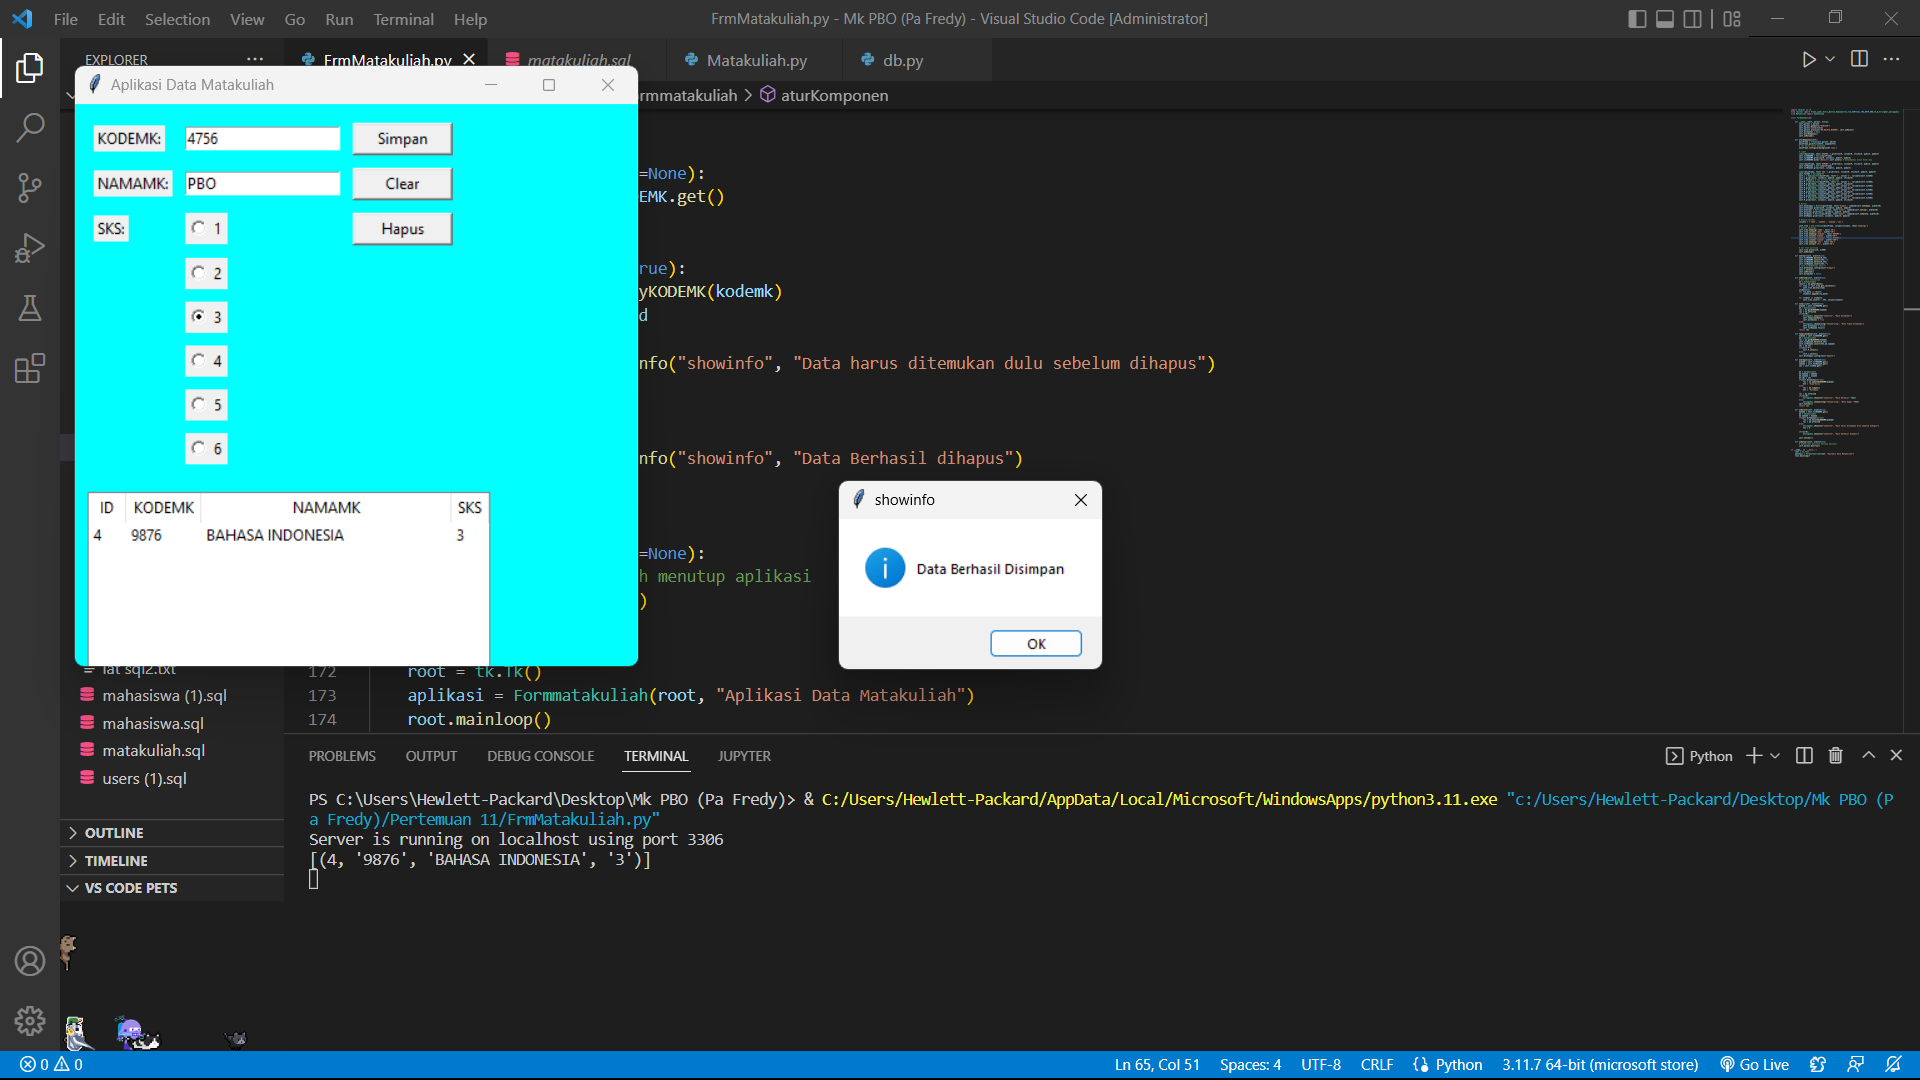 File Edit Selection View Go Run Terminal Help
FrmMatakuliah.py - Mk PBO (Pa Fredy) - Visual Studio Code [Administrator]
EXPLORER
FrmMatakuliah.py
matakuliah.sql
Matakuliah.py
db.py
rmmatakuliah > aturKomponen
Aplikasi Data Matakuliah
KODEMK: 4756 Simpan
NAMAMK: PBO Clear
SKS: 1 Hapus
2
3
4
5
6
ID KODEMK NAMAMK SKS
4 9876 BAHASA INDONESIA 3
=None):
EMK.get()
rue):
yKODEMK(kodemk)
d
nfo("showinfo", "Data harus ditemukan dulu sebelum dihapus")
nfo("showinfo", "Data Berhasil dihapus")
=None):
h menutup aplikasi
)
showinfo
Data Berhasil Disimpan
OK
172 root = tk.Tk()
173 aplikasi = Formmatakuliah(root, "Aplikasi Data Matakuliah")
174 root.mainloop()
lat sql2.txt
mahasiswa (1).sql
mahasiswa.sql
matakuliah.sql
users (1).sql
OUTLINE
TIMELINE
VS CODE PETS
PROBLEMS OUTPUT DEBUG CONSOLE TERMINAL JUPYTER
Python
PS C:\Users\Hewlett-Packard\Desktop\Mk PBO (Pa Fredy)> & C:/Users/Hewlett-Packard/AppData/Local/Microsoft/WindowsApps/python3.11.exe "c:/Users/Hewlett-Packard/Desktop/Mk PBO (P
a Fredy)/Pertemuan 11/FrmMatakuliah.py"
Server is running on localhost using port 3306
[(4, '9876', 'BAHASA INDONESIA', '3')]
0 0
Ln 65, Col 51 Spaces: 4 UTF-8 CRLF Python 3.11.7 64-bit (microsoft store) Go Live